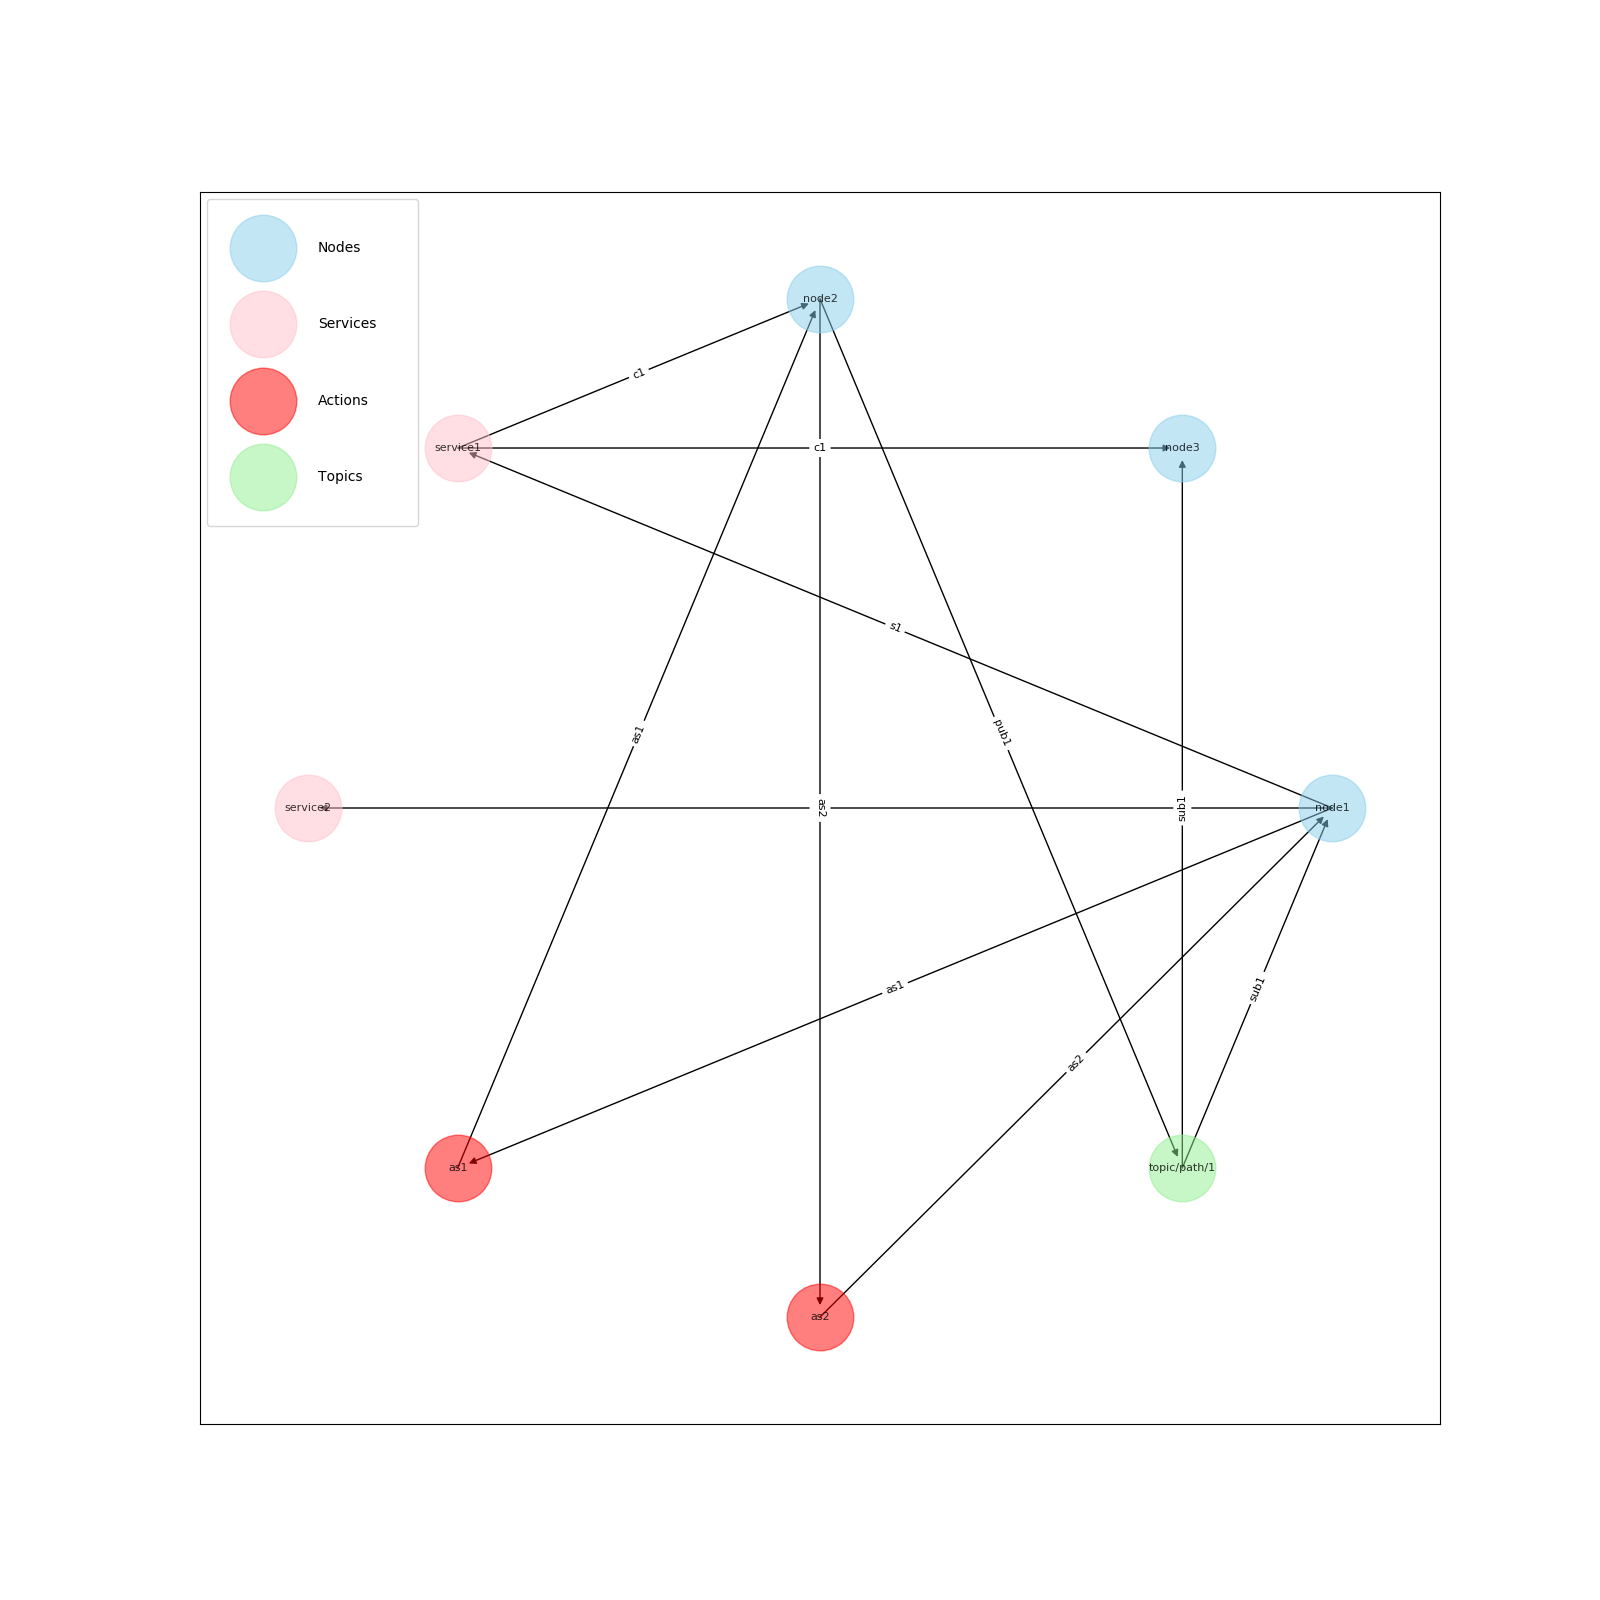 Nodes
Services
Actions
Topics
node2
c1
service1
c1
node3
s1
as1
pub1
service2
as2
sub1
node1
as1
sub1
as2
as1
topic/path/1
as2